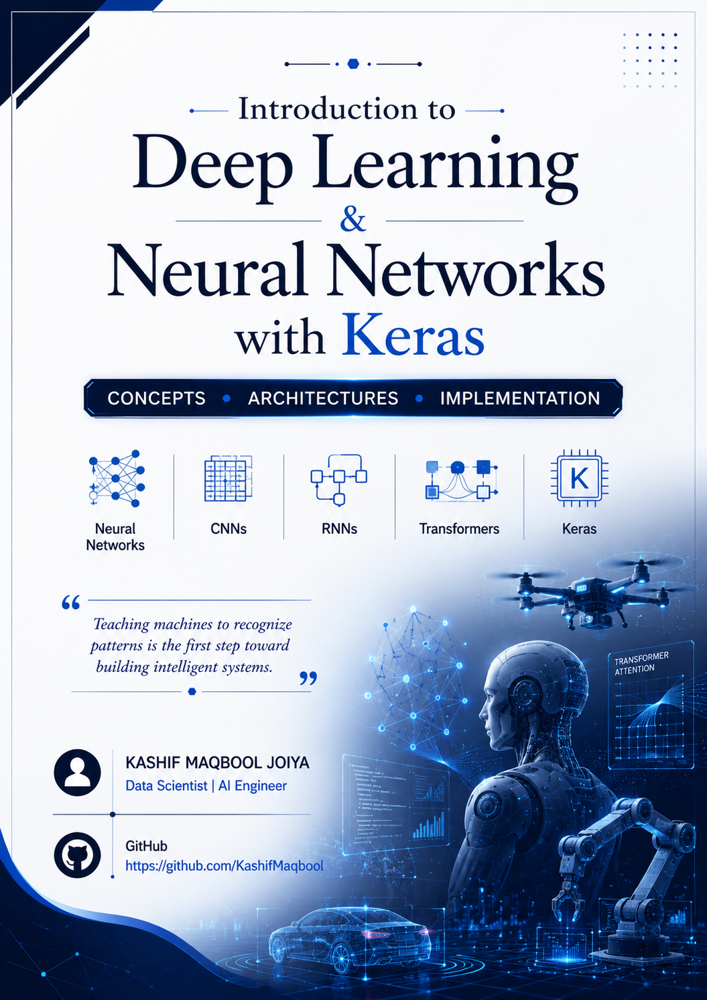 Introduction to
Deep Learning
&
Neural Networks
with Keras
CONCEPTS • ARCHITECTURES • IMPLEMENTATION
Neural
Networks
CNNs
RNNs
Transformers
K
Keras
“Teaching machines to recognize
patterns is the first step toward
building intelligent systems.”
TRANSFORMER
ATTENTION
KASHIF MAQBOOL JOIYA
Data Scientist | AI Engineer
GitHub
https://github.com/KashifMaqbool